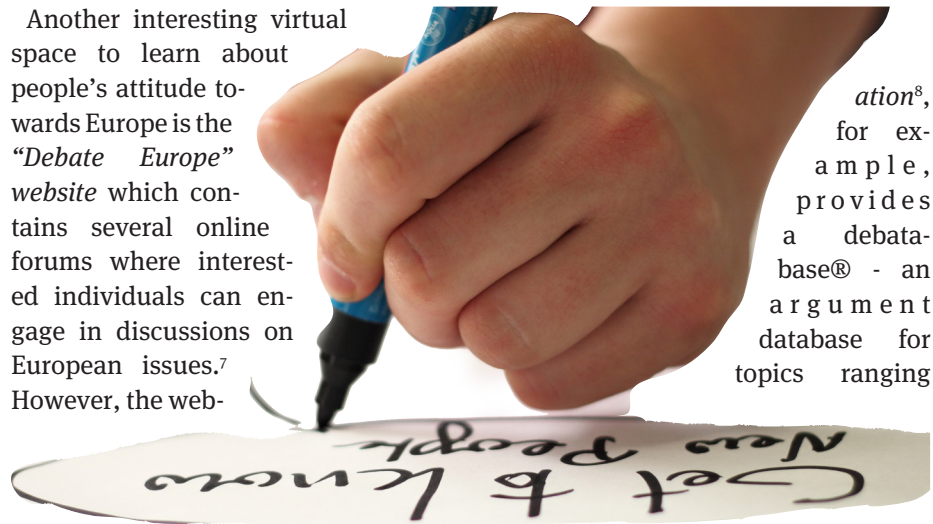 Another interesting virtual
space to learn about
people’s attitude to-
wards Europe is the
“Debate Europe”
website which con-
tains several online
forums where interest-
ed individuals can en-
gage in discussions on
European issues.⁷
However, the web-
ation⁸,
for ex-
ample,
provides
a debata-
base® - an
argument
database for
topics ranging
Get to know
New People